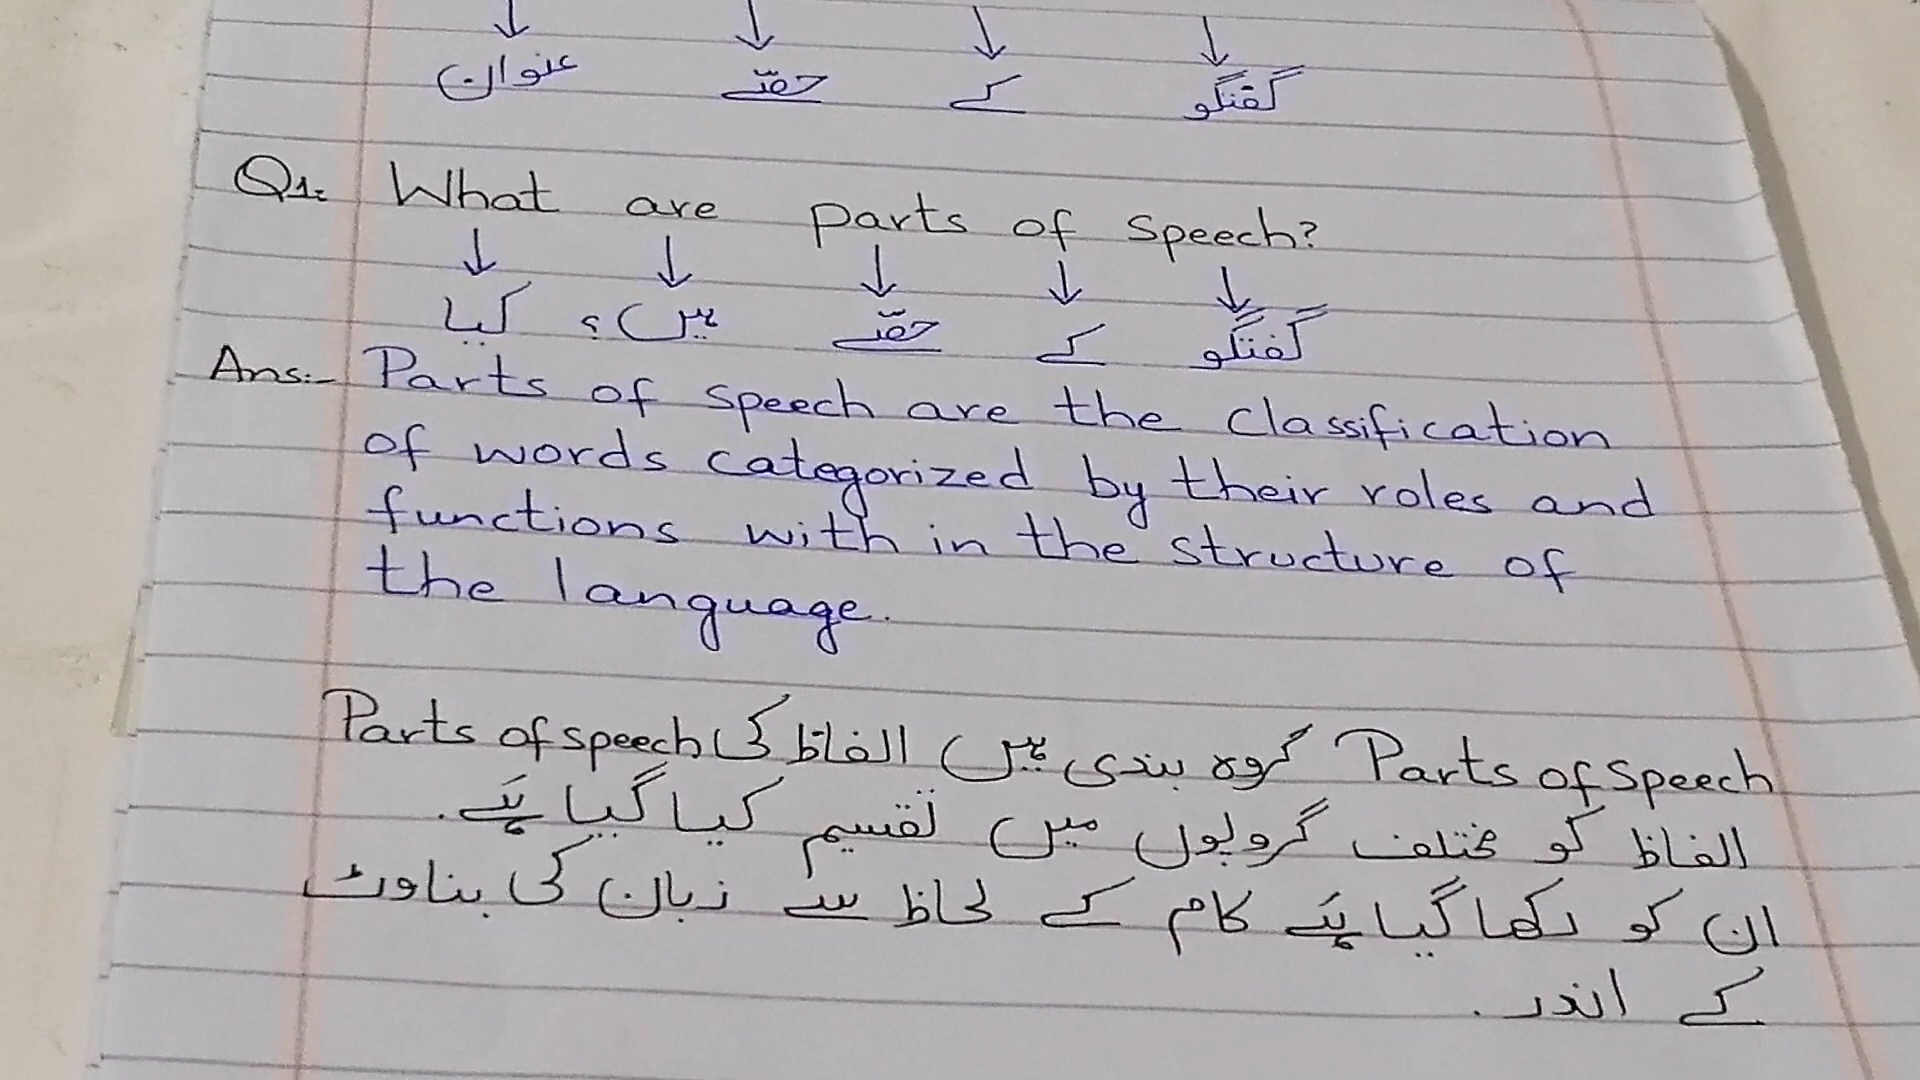 عنوان حصّے کے گفتگو
Q1: What are parts of speech?
کیا ہیں؟ حصّے کے گفتگو
Ans:- Parts of speech are the classification
of words categorized by their roles and
functions with in the structure of
the language.
Parts of speech گروہ بندی ہیں الفاظ کی Parts of speech
الفاظ کو مختلف گروپوں میں تقسیم کیا گیا ہے.
ان کو رکھا گیا ہے کام کے لحاظ سے زبان کی بناوٹ
کے اندر.